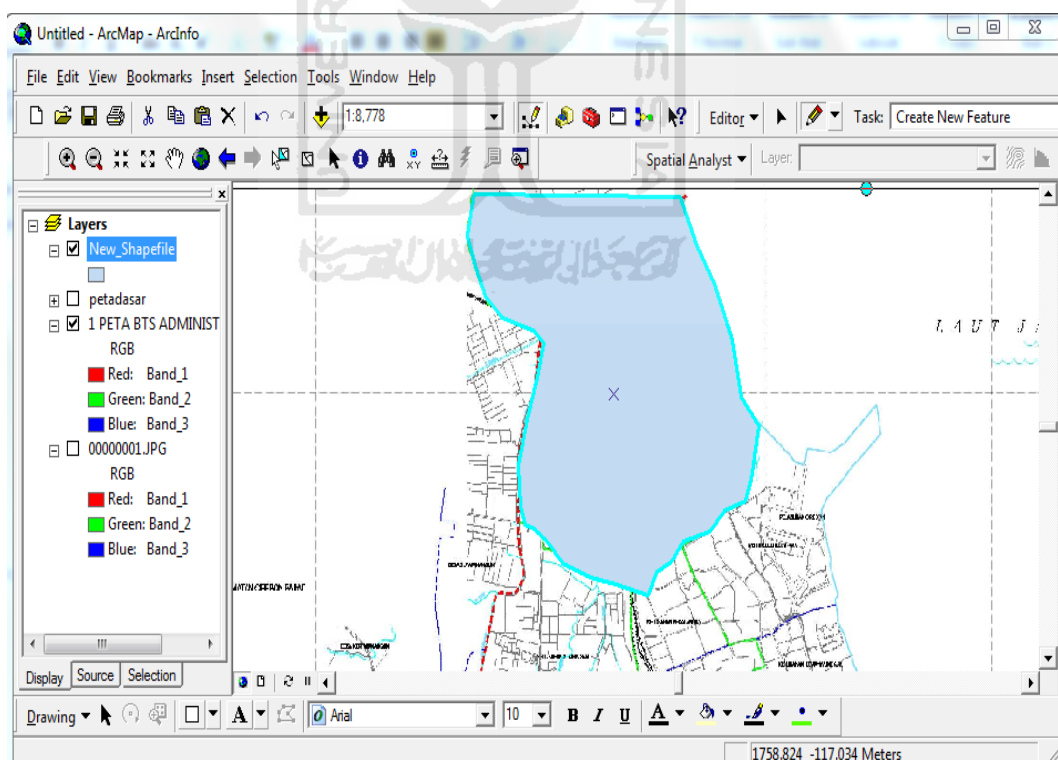 Untitled - ArcMap - ArcInfo
File Edit View Bookmarks Insert Selection Tools Window Help
1:8,778
Editor
Task: Create New Feature
XY
Spatial Analyst
Layer:
Layers
New_Shapefile
petadasar
1 PETA BTS ADMINIST
RGB
Red: Band_1
Green: Band_2
Blue: Band_3
00000001.JPG
RGB
Red: Band_1
Green: Band_2
Blue: Band_3
Display Source Selection
LAUT JA
Drawing
A
Arial
10
B I U A
1758.824 -117.034 Meters